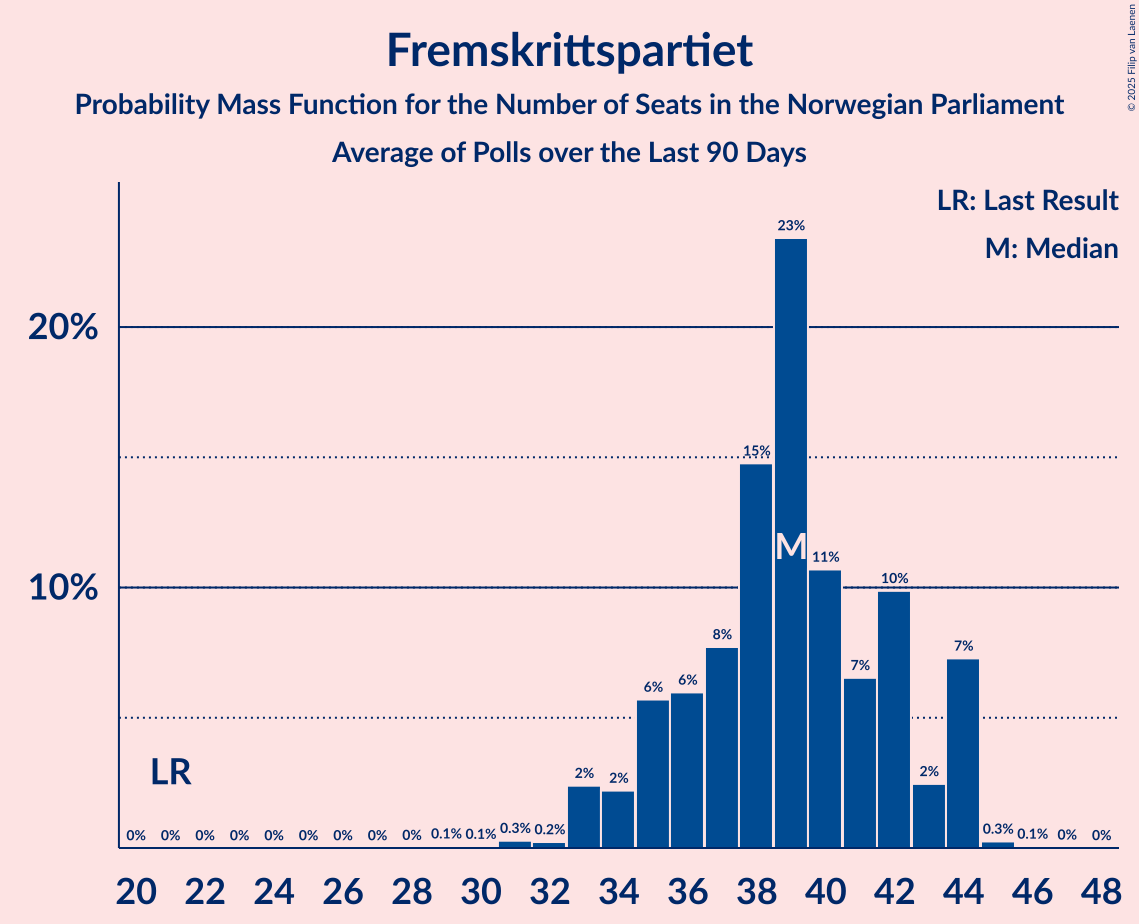 Fremskrittspartiet
Probability Mass Function for the Number of Seats in the Norwegian Parliament
Average of Polls over the Last 90 Days
© 2025 Filip van Laenen
LR: Last Result
M: Median
20%
10%
LR
M
0% 0% 0% 0% 0% 0% 0% 0% 0% 0.1% 0.1% 0.3% 0.2% 2% 2% 6% 6% 8% 15% 23% 11% 7% 10% 2% 7% 0.3% 0.1% 0% 0%
20 22 24 26 28 30 32 34 36 38 40 42 44 46 48